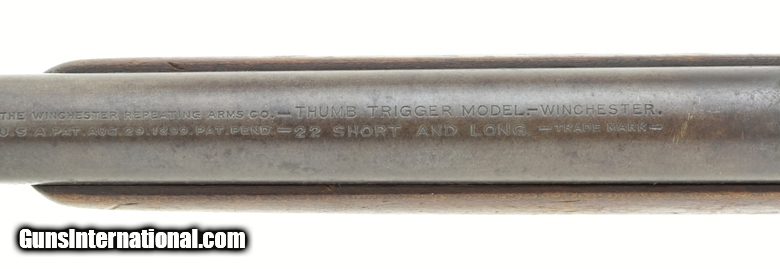 THE WINCHESTER REPEATING ARMS CO. —THUMB TRIGGER MODEL.—WINCHESTER.
U.S.A. PAT. AUG. 29. 1899. PAT. PEND. —22 SHORT AND LONG —TRADE MARK—
GunsInternational.com